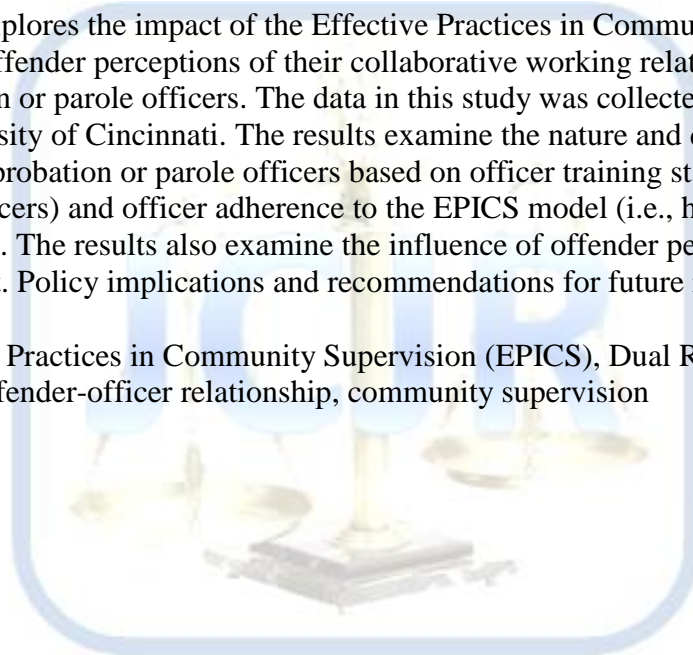 plores the impact of the Effective Practices in Commu
ffender perceptions of their collaborative working relat
n or parole officers. The data in this study was collecte
sity of Cincinnati. The results examine the nature and
probation or parole officers based on officer training st
cers) and officer adherence to the EPICS model (i.e., h
. The results also examine the influence of offender pe
. Policy implications and recommendations for future
Practices in Community Supervision (EPICS), Dual R
fender-officer relationship, community supervision
JCJR